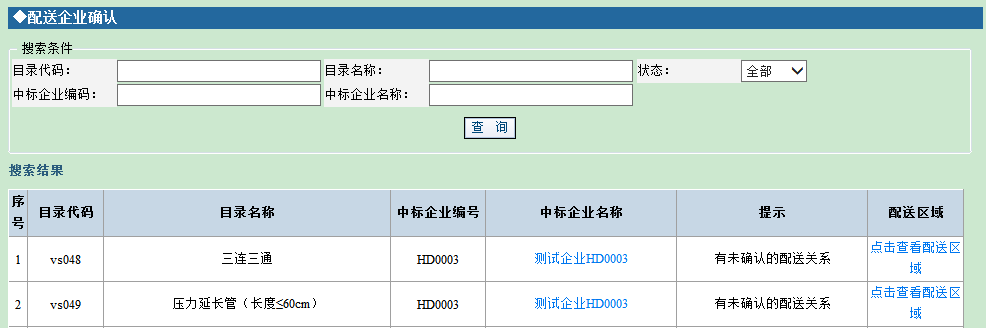 ◆配送企业确认
搜索条件
目录代码： 目录名称： 状态： 全部
中标企业编码： 中标企业名称：
查 询
搜索结果
序号 目录代码 目录名称 中标企业编号 中标企业名称 提示 配送区域
1 vs048 三连三通 HD0003 测试企业HD0003 有未确认的配送关系 点击查看配送区域
2 vs049 压力延长管（长度≤60cm） HD0003 测试企业HD0003 有未确认的配送关系 点击查看配送区域